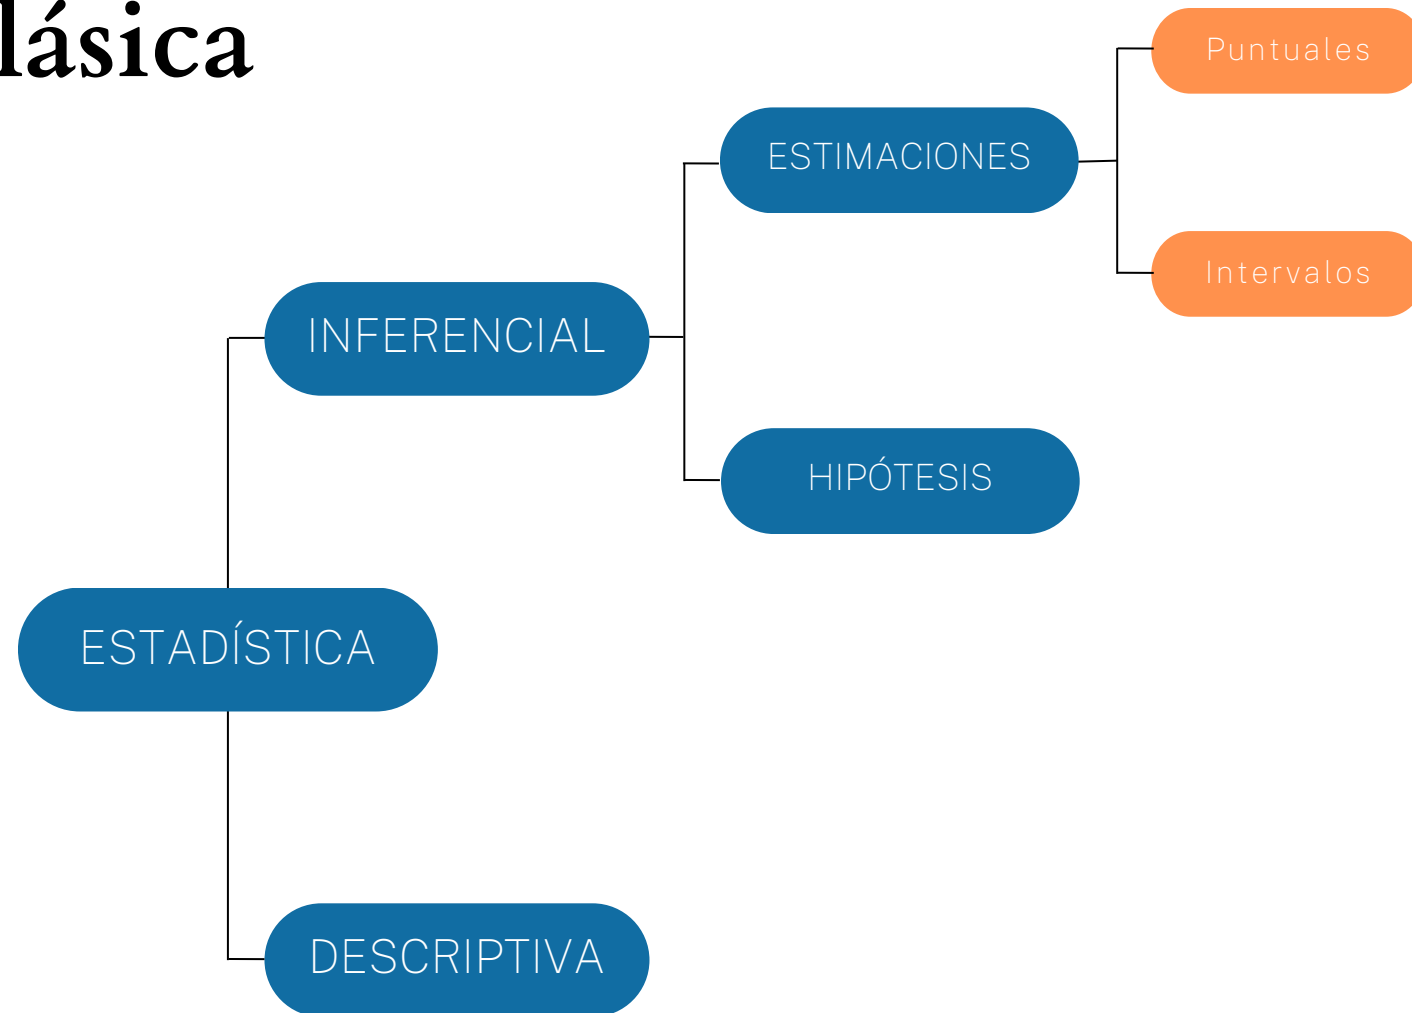 lásica
Puntuales
ESTIMACIONES
Intervalos
INFERENCIAL
HIPÓTESIS
ESTADÍSTICA
DESCRIPTIVA